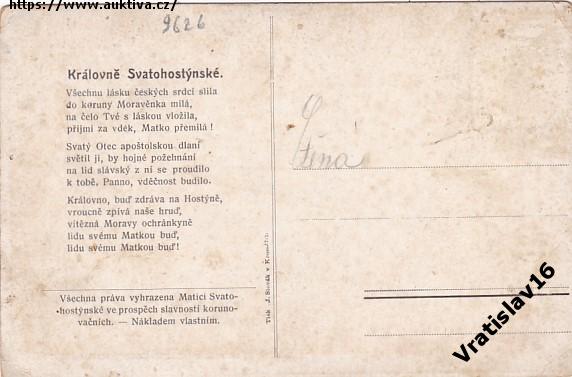 https://www.auktiva.cz/
9626
Královně Svatohostýnské.
Všechnu lásku českých srdcí slila
do koruny Moravěnka milá,
na čelo Tvé s láskou vložila,
přijmi za vděk, Matko přemilá !
Svatý Otec apoštolskou dlaní
světil ji, by hojné požehnání
na lid slávský z ní se proudilo
k tobě, Panno, vděčnost budilo.
Královno, buď zdráva na Hostýně,
vroucně zpívá naše hruď,
vítězná Moravy ochránkyně
lidu svému Matkou buď,
lidu svému Matkou buď!
Všechna práva vyhrazena Matici Svato-
hostýnské ve prospěch slavnosti koruno-
vačních. — Nákladem vlastním.
Tisk J. Slovák v Kroměříži.
Vratislav16